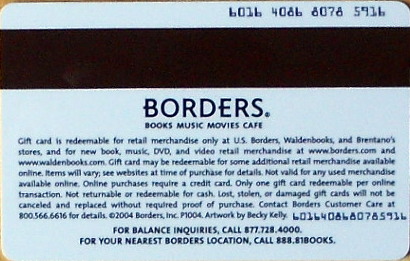 6016 4086 8078 5916
BORDERS®
BOOKS MUSIC MOVIES CAFE
Gift card is redeemable for retail merchandise only at U.S. Borders, Waldenbooks, and Brentano's
stores, and for new book, music, DVD, and video retail merchandise at www.borders.com and
www.waldenbooks.com. Gift card may be redeemable for some additional retail merchandise available
online. Items will vary; see websites at time of purchase for details. Not valid for any used merchandise
available online. Online purchases require a credit card. Only one gift card redeemable per online
transaction. Not returnable or redeemable for cash. Lost, stolen, or damaged gift cards will not be
canceled and replaced without required proof of purchase. Contact Borders Customer Care at
800.566.6616 for details. ©2004 Borders, Inc. P1004. Artwork by Becky Kelly. 6016408680785916
FOR BALANCE INQUIRIES, CALL 877.728.4000.
FOR YOUR NEAREST BORDERS LOCATION, CALL 888.81BOOKS.